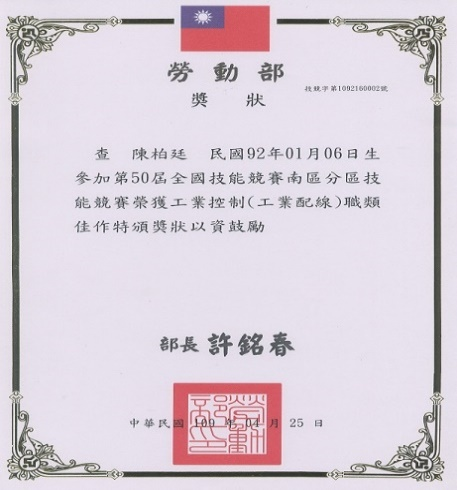 勞動部
獎狀
技競字第1092160002號
查 陳柏廷 民國92年01月06日生
參加第50屆全國技能競賽南區分區技
能競賽榮獲工業控制(工業配線)職類
佳作特頒獎狀以資鼓勵
部長 許銘春
勞動部印
中華民國 109 年 04 月 25 日